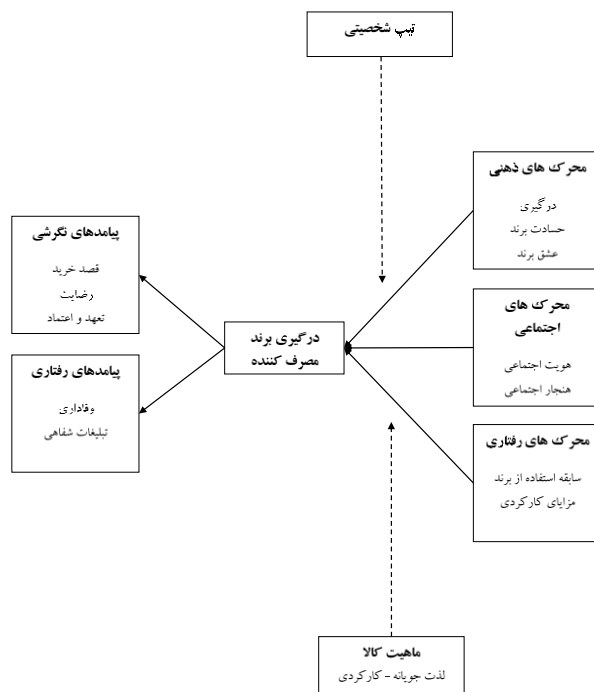 تیپ شخصیتی
محرک های ذهنی
درگیری
حسادت برند
عشق برند
محرک های
اجتماعی
هویت اجتماعی
هنجار اجتماعی
محرک های رفتاری
سابقه استفاده از برند
مزایای کارکردی
درگیری برند
مصرف کننده
پیامدهای نگرشی
قصد خرید
رضایت
تعهد و اعتماد
پیامدهای رفتاری
وفاداری
تبلیغات شفاهی
ماهیت کالا
لذت جویانه - کارکردی